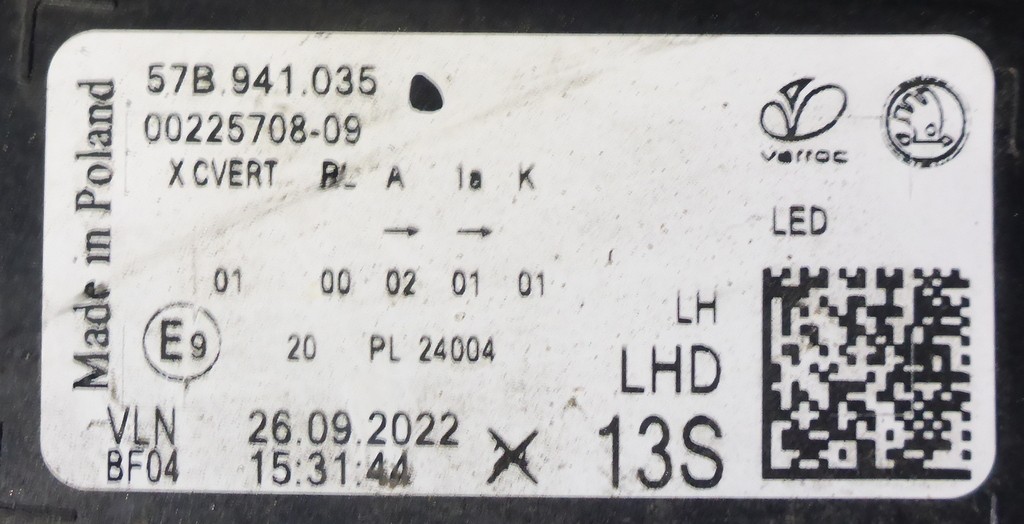 Made in Poland
57B.941.035
00225708-09
varroc
X CVERT RL A 1a K
→ →
LED
01 00 02 01 01
LH
E9 20 PL 24004
LHD
VLN 26.09.2022
BF04 15:31:44
13S